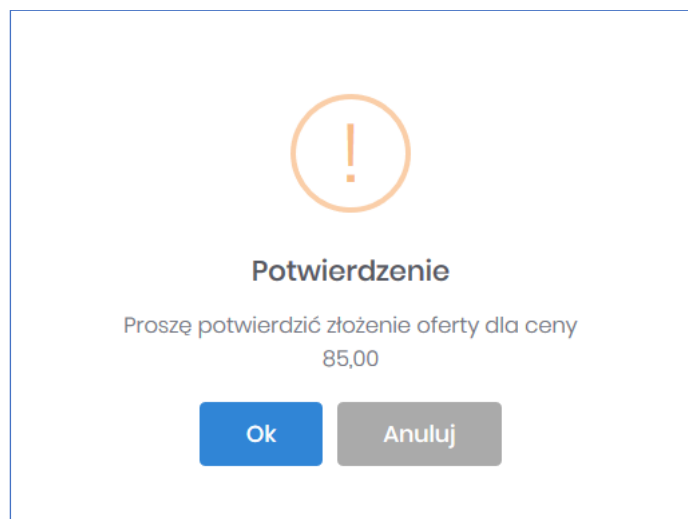 !
Potwierdzenie
Proszę potwierdzić złożenie oferty dla ceny
85,00
Ok Anuluj